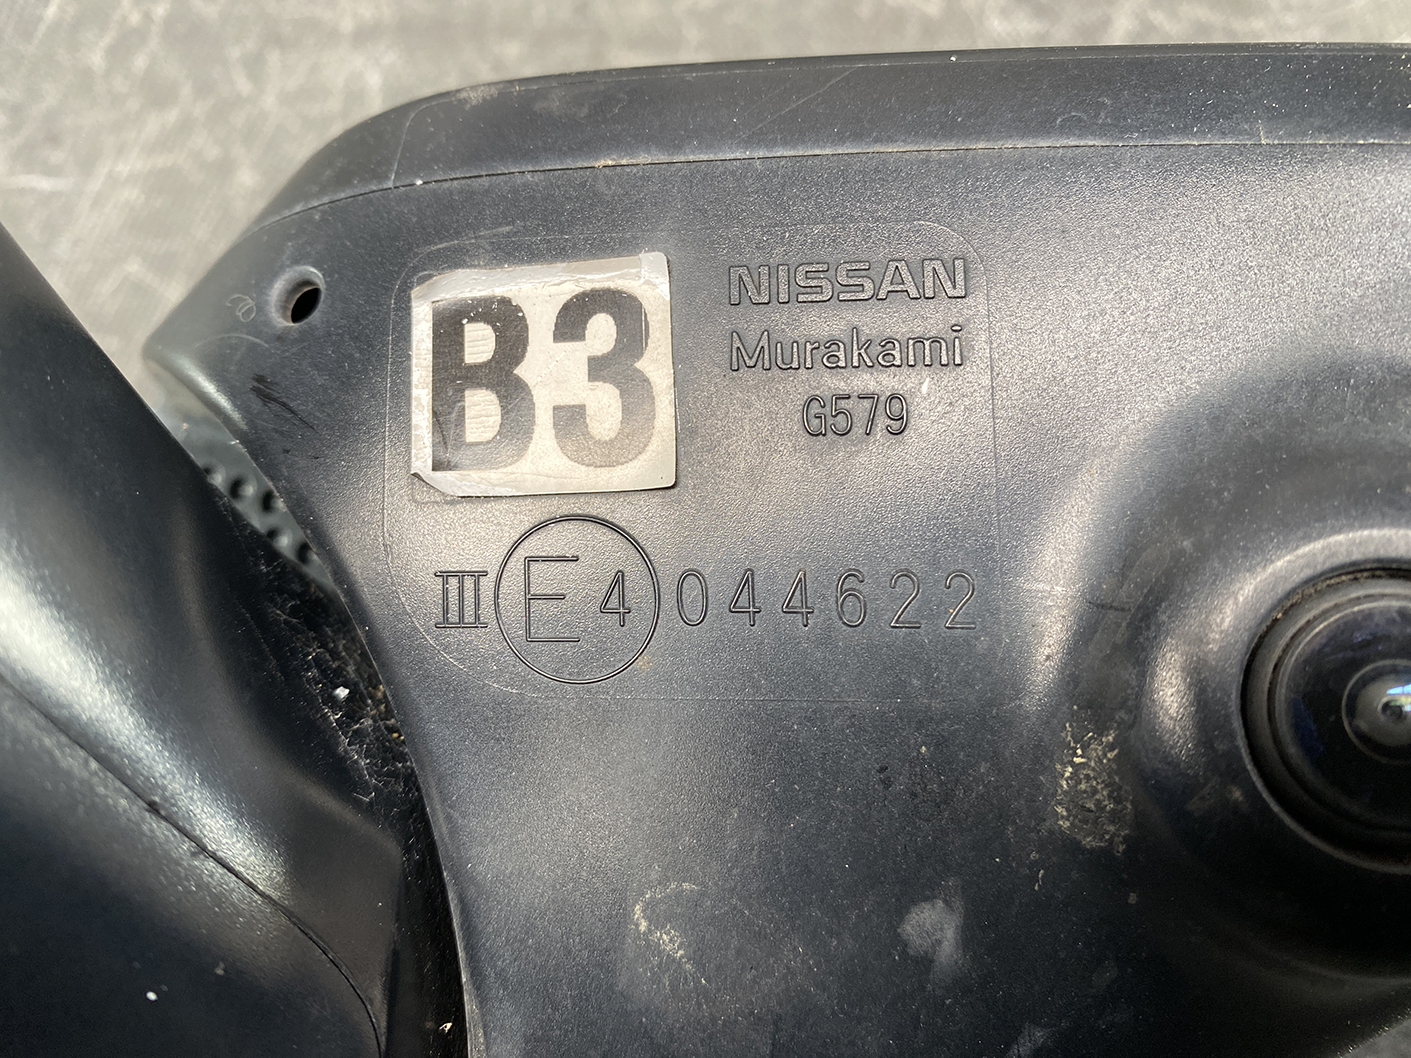 B3
NISSAN
Murakami
G579
III E4 044622